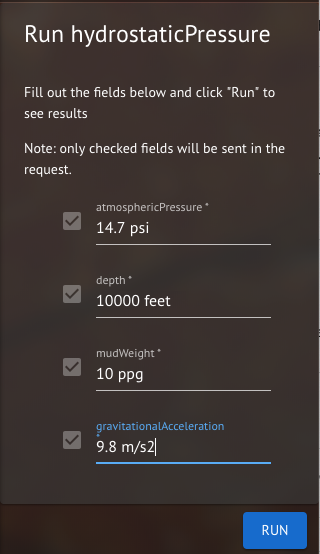 Run hydrostaticPressure
Fill out the fields below and click "Run" to
see results
Note: only checked fields will be sent in the
request.
atmosphericPressure *
14.7 psi
depth *
10000 feet
mudWeight *
10 ppg
gravitationalAcceleration
*
9.8 m/s2
RUN